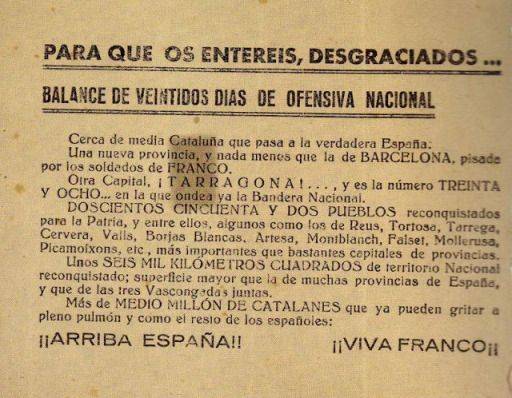 PARA QUE OS ENTEREIS, DESGRACIADOS ...
BALANCE DE VEINTIDOS DIAS DE OFENSIVA NACIONAL
Cerca de media Cataluña que pasa a la verdadera España.
Una nueva provincia, y nada menos que la de BARCELONA, pisada
por los soldados de FRANCO.
Otra Capital, ¡TARRAGONA!..., y es la número TREINTA
Y OCHO... en la que ondea ya la Bandera Nacional.
DOSCIENTOS CINCUENTA Y DOS PUEBLOS reconquistados
para la Patria, y entre ellos, algunos como los de Reus, Tortosa, Tarrega,
Cervera, Valls, Borjas Blancas, Artesa, Montblanch, Falset, Mollerusa,
Picamoixons, etc., más importantes que bastantes capitales de provincias.
Unos SEIS MIL KILÓMETROS CUADRADOS de territorio Nacional
reconquistado; superficie mayor que la de muchas provincias de España,
y que de las tres Vascongadas juntas.
Más de MEDIO MILLÓN DE CATALANES que ya pueden gritar a
pleno pulmón y como el resto de los españoles:
¡¡ARRIBA ESPAÑA!! ¡¡VIVA FRANCO¡¡